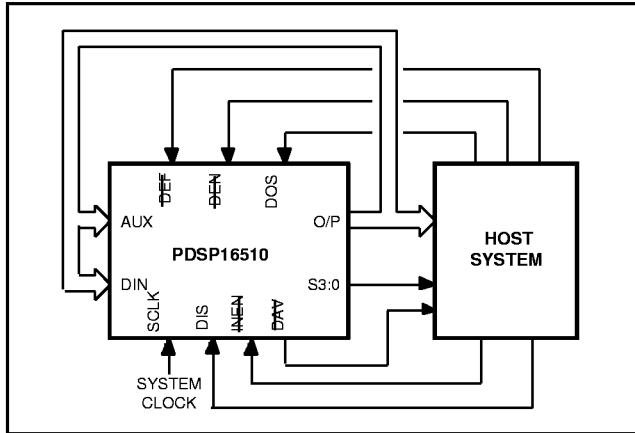 DEF
DEN
DOS
AUX
O/P
PDSP16510
HOST
SYSTEM
DIN
S3:0
SCLK
DIS
INEN
DAV
SYSTEM
CLOCK